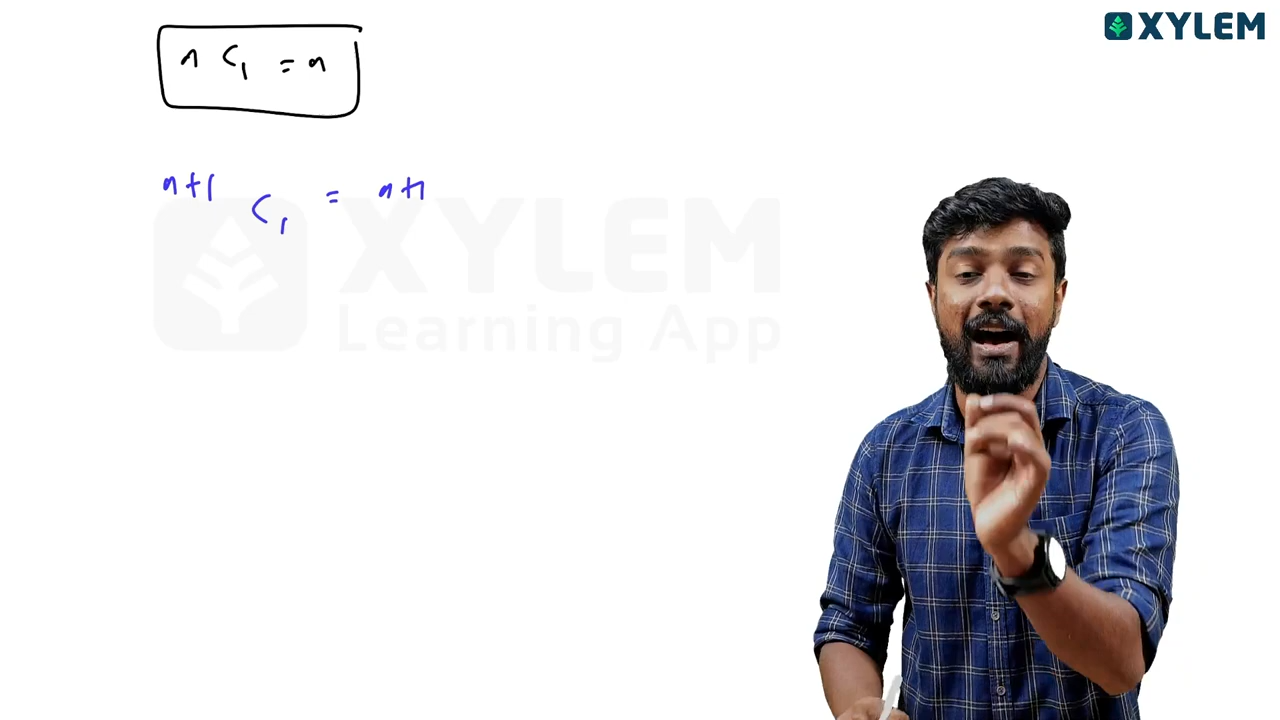 XYLEM
n C₁ = n
n+1 C₁ = n+1
XYLEM
Learning App